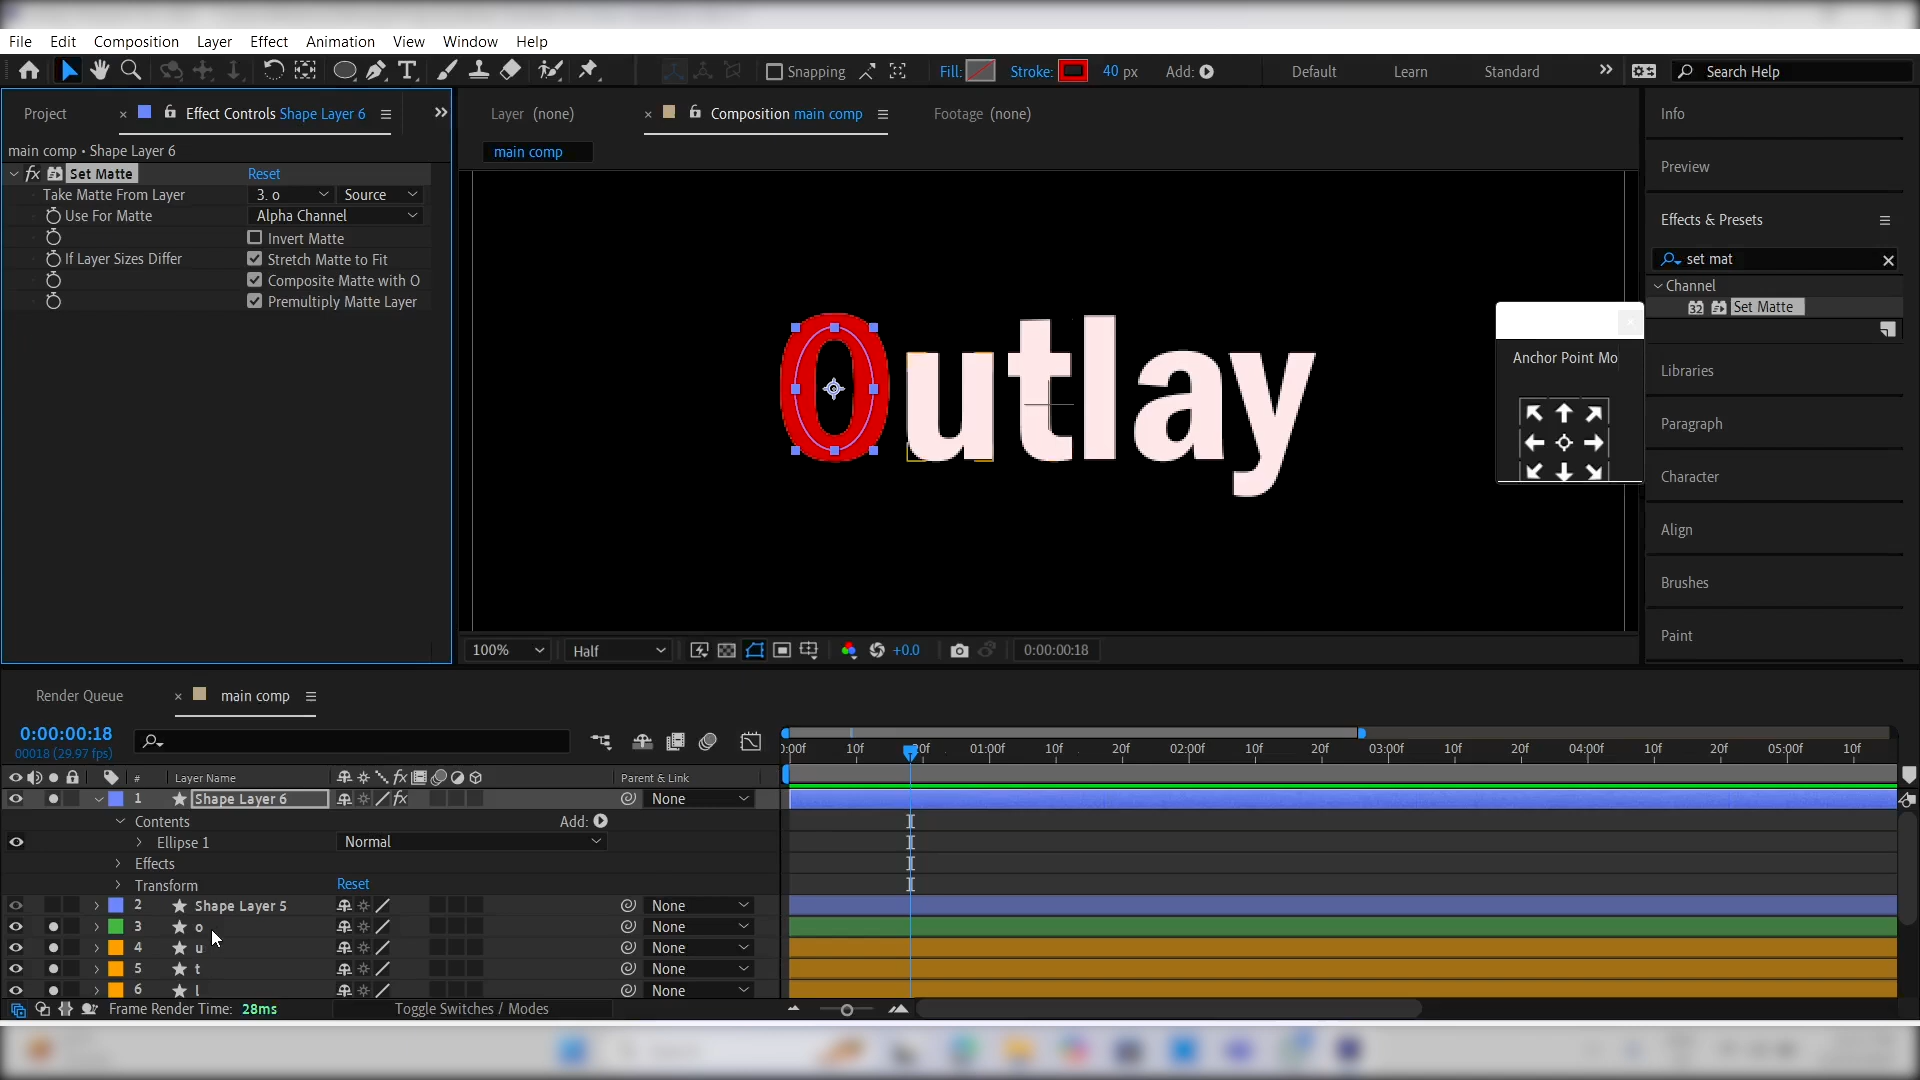 File Edit Composition Layer Effect Animation View Window Help
Snapping Fill: Stroke: 40 px Add: Default Learn Standard Search Help
Project Effect Controls Shape Layer 6
Layer (none) Composition main comp Footage (none)
main comp
main comp • Shape Layer 6
fx Set Matte Reset
Take Matte From Layer 3. o Source
Use For Matte Alpha Channel
Invert Matte
If Layer Sizes Differ Stretch Matte to Fit
Composite Matte with O
Premultiply Matte Layer
Outlay
Info
Preview
Effects & Presets
set mat
Channel
32 Set Matte
Anchor Point Mo
Libraries
Paragraph
Character
Align
Brushes
Paint
100% Half +0.0 0:00:00:18
Render Queue main comp
0:00:00:18
00018 (29.97 fps)
:00f 10f 20f 01:00f 10f 20f 02:00f 10f 20f 03:00f 10f 20f 04:00f 10f 20f 05:00f 10f
# Layer Name fx Parent & Link
1 Shape Layer 6 fx None
Contents Add:
Ellipse 1 Normal
Effects
Transform Reset
2 Shape Layer 5 None
3 o None
4 u None
5 t None
6 l None
Frame Render Time: 28ms Toggle Switches / Modes